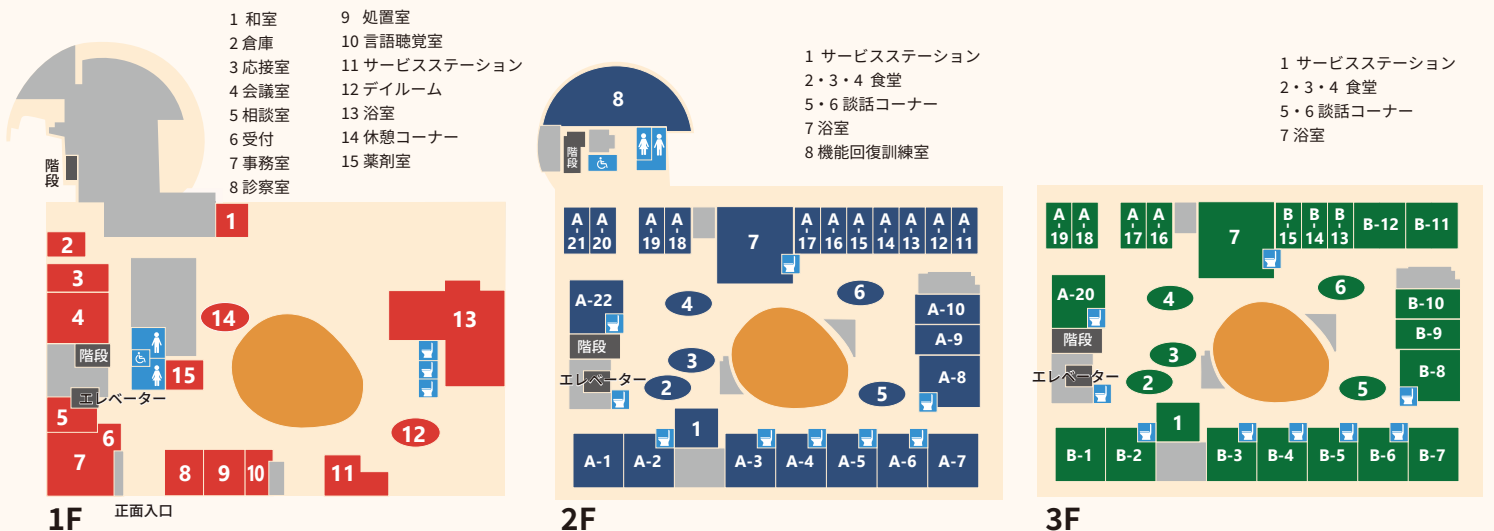 1 和室
2 倉庫
3 応接室
4 会議室
5 相談室
6 受付
7 事務室
8 診察室
9 処置室
10 言語聴覚室
11 サービスステーション
12 デイルーム
13 浴室
14 休憩コーナー
15 薬剤室
階段
1
2
3
4
14
13
階段
15
エレベーター
5
6
12
7
8
9
10
11
正面入口
1F
1 サービスステーション
2・3・4 食堂
5・6 談話コーナー
7 浴室
8 機能回復訓練室
8
階段
A-21
A-20
A-19
A-18
7
A-17
A-16
A-15
A-14
A-13
A-12
A-11
A-22
4
6
A-10
階段
A-9
3
エレベーター
2
A-8
5
1
A-1
A-2
A-3
A-4
A-5
A-6
A-7
2F
1 サービスステーション
2・3・4 食堂
5・6 談話コーナー
7 浴室
A-19
A-18
A-17
A-16
7
B-15
B-14
B-13
B-12
B-11
A-20
4
6
B-10
階段
B-9
3
エレベーター
2
B-8
5
1
B-1
B-2
B-3
B-4
B-5
B-6
B-7
3F